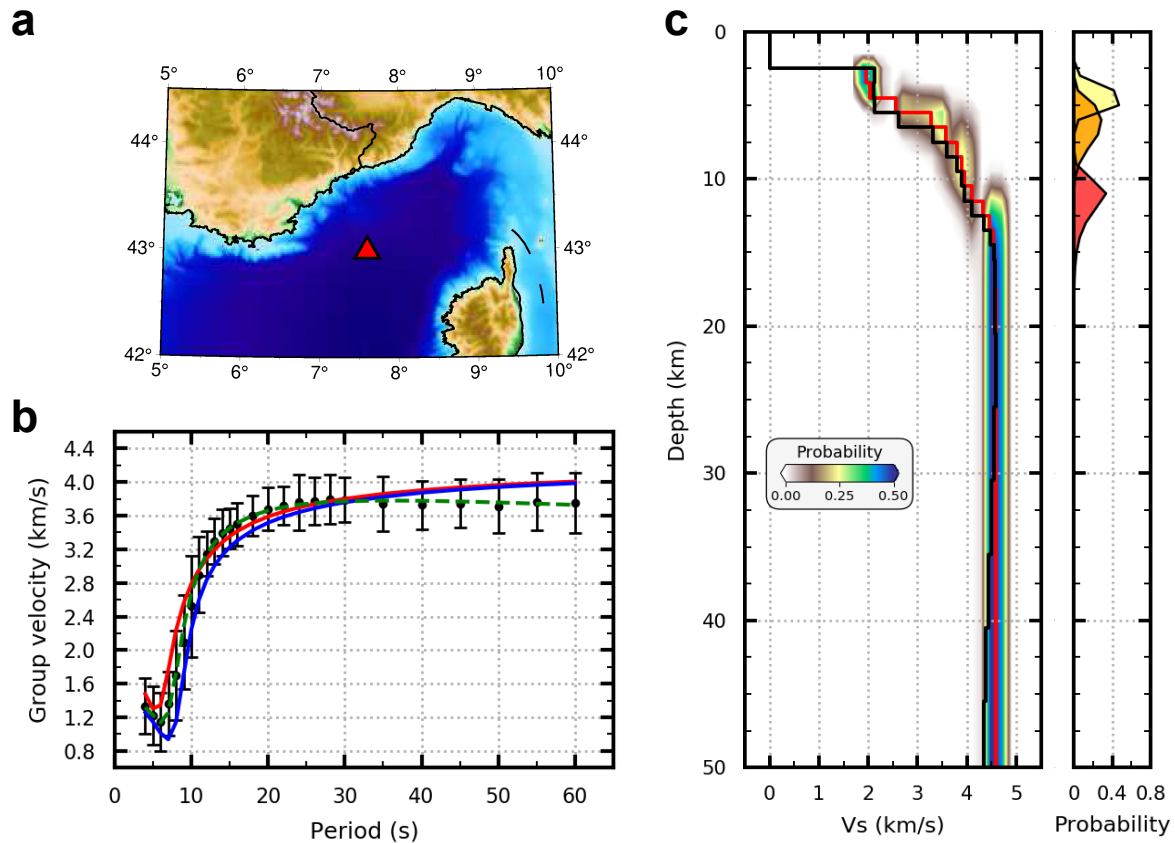 a
5° 6° 7° 8° 9° 10°
44° 44°
43° 43°
42° 42°
5° 6° 7° 8° 9° 10°
b
4.4
4.0
3.6
3.2
2.8
2.4
2.0
1.6
1.2
0.8
Group velocity (km/s)
0 10 20 30 40 50 60
Period (s)
c
0
10
20
30
40
50
Depth (km)
Probability
0.00 0.25 0.50
0 1 2 3 4 5
Vs (km/s)
0 0.4 0.8
Probability